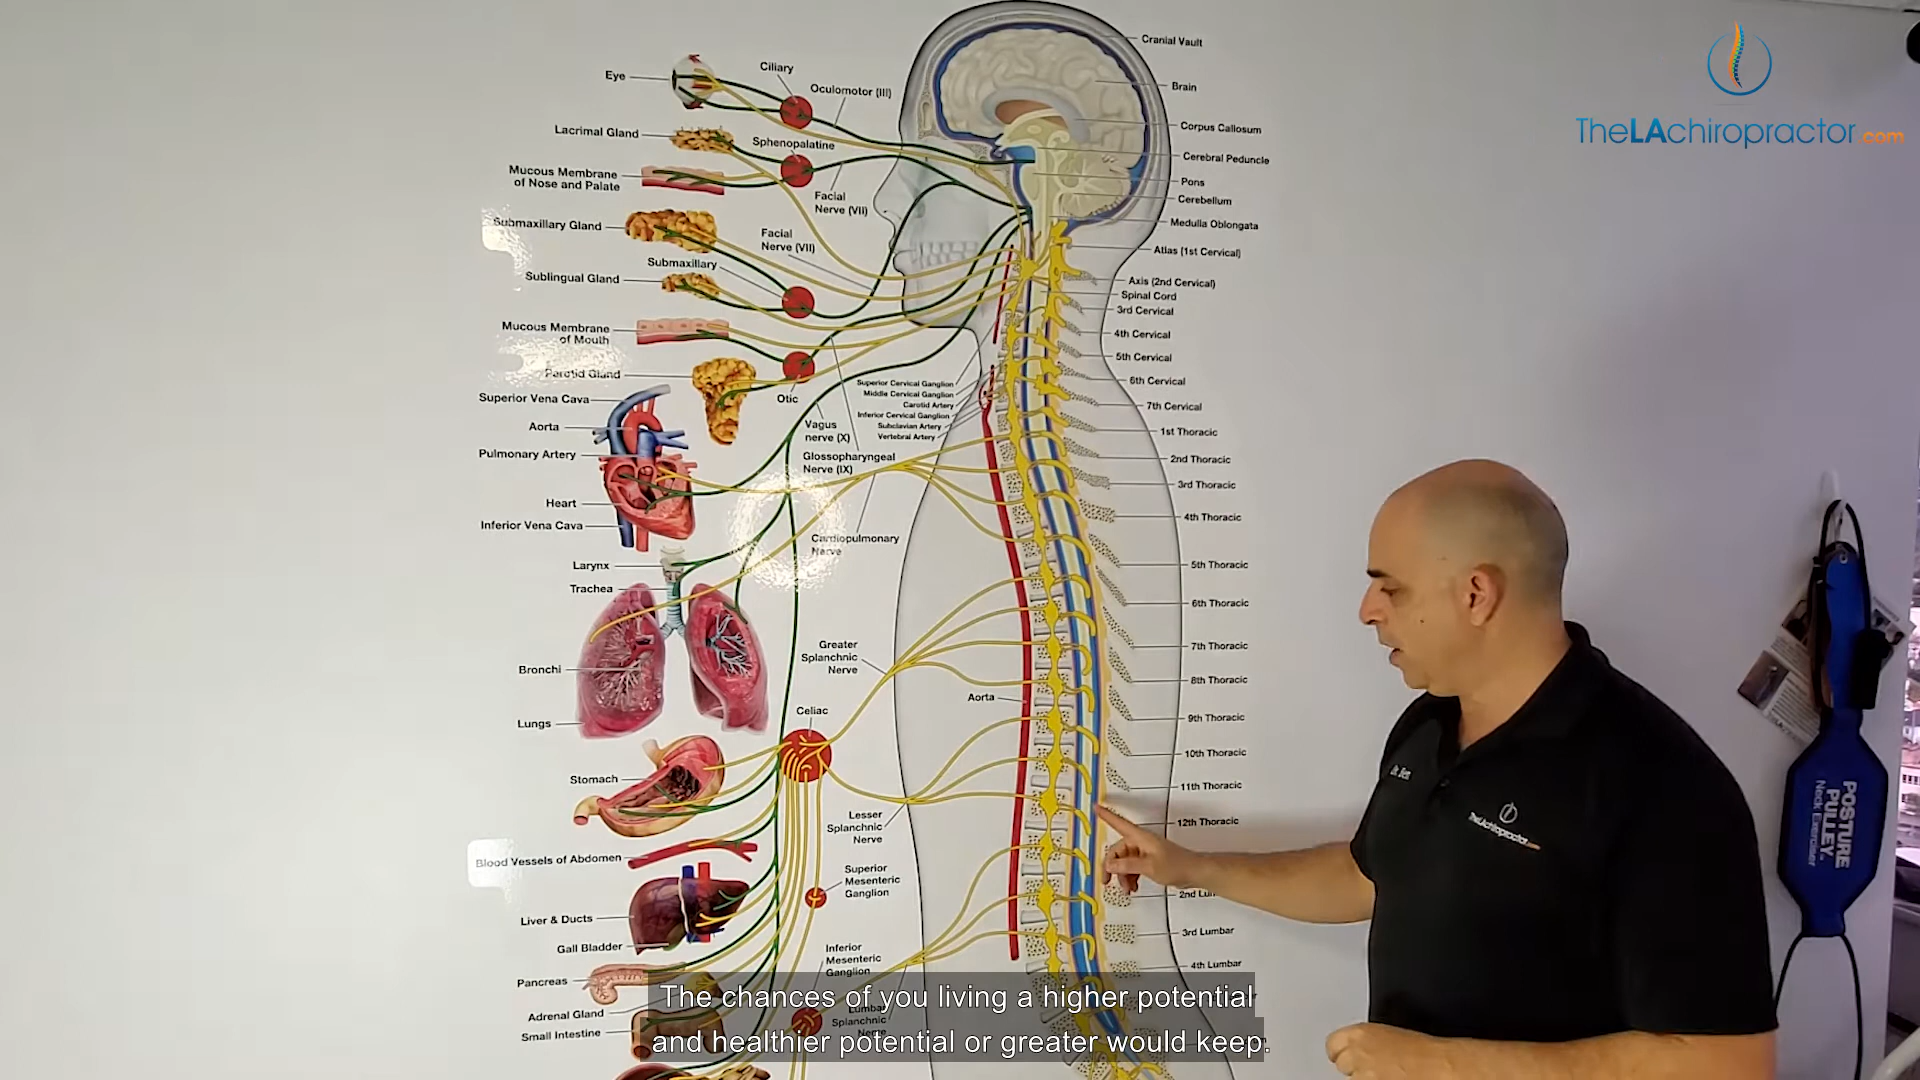 TheLAchiropractor.com
Cranial Vault
Brain
Corpus Callosum
Cerebral Peduncle
Pons
Cerebellum
Medulla Oblongata
Atlas (1st Cervical)
Axis (2nd Cervical)
Spinal Cord
3rd Cervical
4th Cervical
5th Cervical
6th Cervical
7th Cervical
1st Thoracic
2nd Thoracic
3rd Thoracic
4th Thoracic
5th Thoracic
6th Thoracic
7th Thoracic
8th Thoracic
9th Thoracic
10th Thoracic
11th Thoracic
12th Thoracic
2nd
3rd Lumbar
4th Lumbar
Eye
Lacrimal Gland
Mucous Membrane
of Nose and Palate
Submaxillary Gland
Sublingual Gland
Mucous Membrane
of Mouth
Parotid Gland
Superior Vena Cava
Aorta
Pulmonary Artery
Heart
Inferior Vena Cava
Larynx
Trachea
Bronchi
Lungs
Stomach
Blood Vessels of Abdomen
Liver & Ducts
Gall Bladder
Pancreas
Adrenal Gland
Small Intestine
Ciliary
Oculomotor (III)
Sphenopalatine
Facial
Nerve (VII)
Facial
Nerve (VII)
Submaxillary
Otic
Superior Cervical Ganglion
Middle Cervical Ganglion
Carotid Artery
Inferior Cervical Ganglion
Subclavian Artery
Vertebral Artery
Vagus
nerve (X)
Glossopharyngeal
Nerve (IX)
Cardiopulmonary
Nerve
Greater
Splanchnic
Nerve
Aorta
Celiac
Lesser
Splanchnic
Nerve
Superior
Mesenteric
Ganglion
Inferior
Mesenteric
Ganglion
Lumbar
Splanchnic
Nerve
Dr. Ben
TheLAchiropractor
POSTURE
PULLEY
Neck Exerciser
The chances of you living a higher potential
and healthier potential or greater would keep.